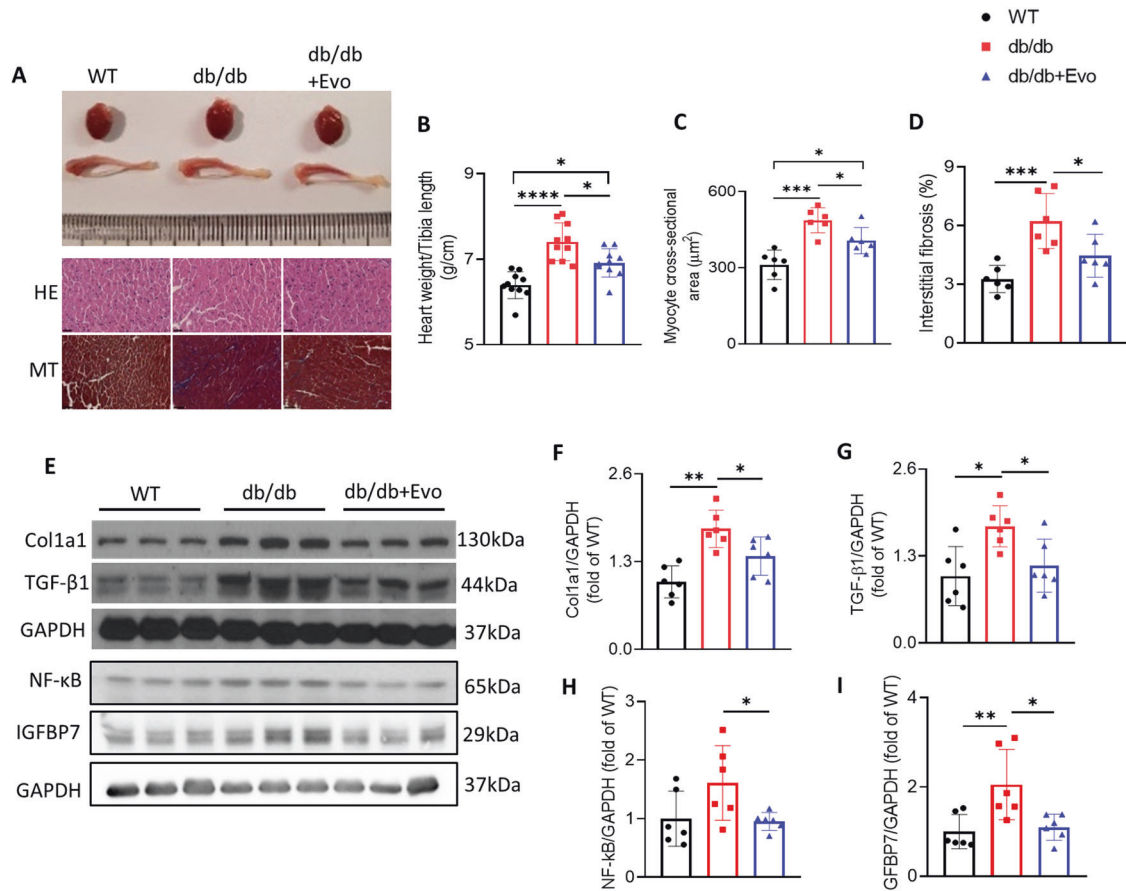 WT
db/db
db/db+Evo
A
WT
db/db
db/db
+Evo
HE
MT
B
Heart weight/Tibia length
(g/cm)
9
7
5
****
*
*
C
Myocyte cross-sectional
area (μm²)
600
300
0
***
*
*
D
Interstitial fibrosis (%)
9
6
3
0
***
*
E
WT
db/db
db/db+Evo
Col1a1
130kDa
TGF-β1
44kDa
GAPDH
37kDa
NF-κB
65kDa
IGFBP7
29kDa
GAPDH
37kDa
F
Col1a1/GAPDH
(fold of WT)
2.6
1.3
0.0
**
*
G
TGF-β1/GAPDH
(fold of WT)
2.6
1.3
0.0
*
*
H
NF-kB/GAPDH (fold of WT)
3
2
1
0
*
I
GFBP7/GAPDH (fold of WT)
4
2
0
**
*